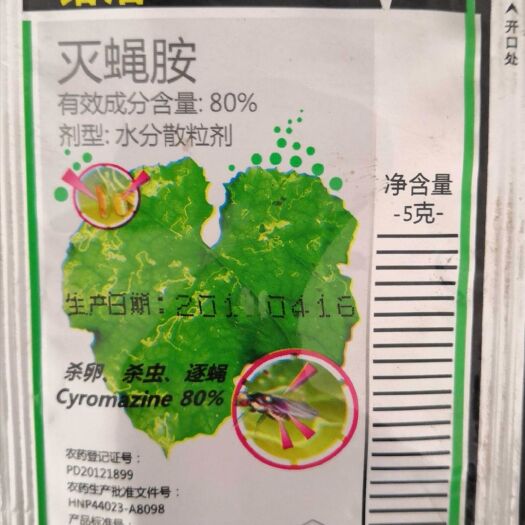 开口处
灭蝇胺
有效成分含量: 80%
剂型: 水分散粒剂
净含量
-5克-
生产日期:
杀卵、杀虫、逐蝇
Cyromazine 80%
农药登记证号:
PD20121899
农药生产批准文件号:
HNP44023-A8098